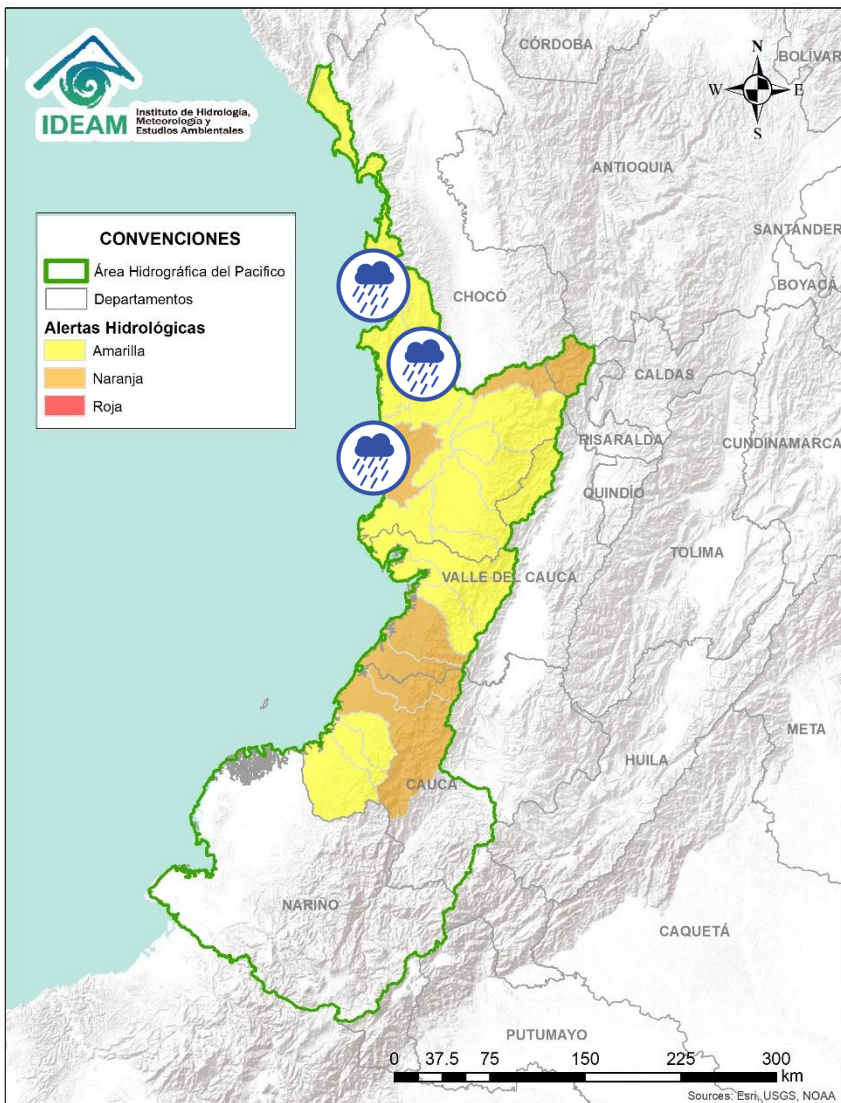 IDEAM
Instituto de Hidrología,
Meteorología y
Estudios Ambientales
CONVENCIONES
Área Hidrográfica del Pacifico
Departamentos
Alertas Hidrológicas
Amarilla
Naranja
Roja
N
W
E
S
CÓRDOBA
BOLÍVAR
ANTIOQUIA
SANTANDER
BOYACÁ
CHOCÓ
CALDAS
RISARALDA
CUNDINAMARCA
QUINDÍO
TOLIMA
VALLE DEL CAUCA
META
HUILA
CAUCA
NARIÑO
CAQUETÁ
PUTUMAYO
0 37.5 75 150 225 300
km
Sources: Esri, USGS, NOAA